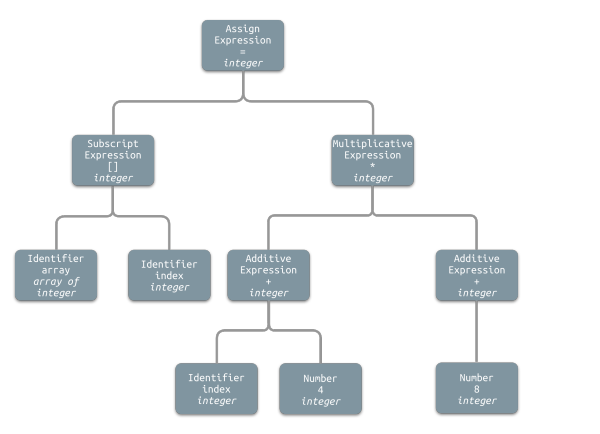 Assign
Expression
=
integer
Subscript
Expression
[]
integer
Multiplicative
Expression
*
integer
Identifier
array
array of
integer
Identifier
index
integer
Additive
Expression
+
integer
Additive
Expression
+
integer
Identifier
index
integer
Number
4
integer
Number
8
integer